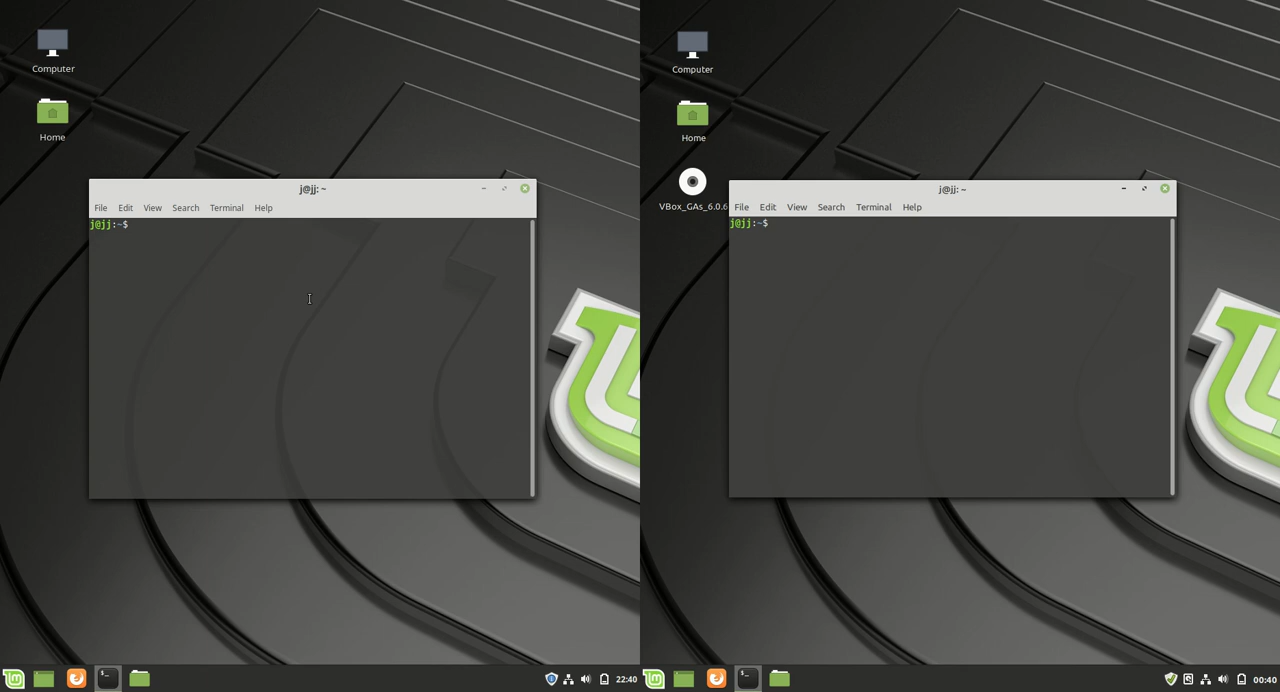 Computer
Home
j@jj: ~
File Edit View Search Terminal Help
j@jj:~$
22:40
Computer
Home
VBox_GAs_6.0.6
j@jj: ~
File Edit View Search Terminal Help
j@jj:~$
00:40